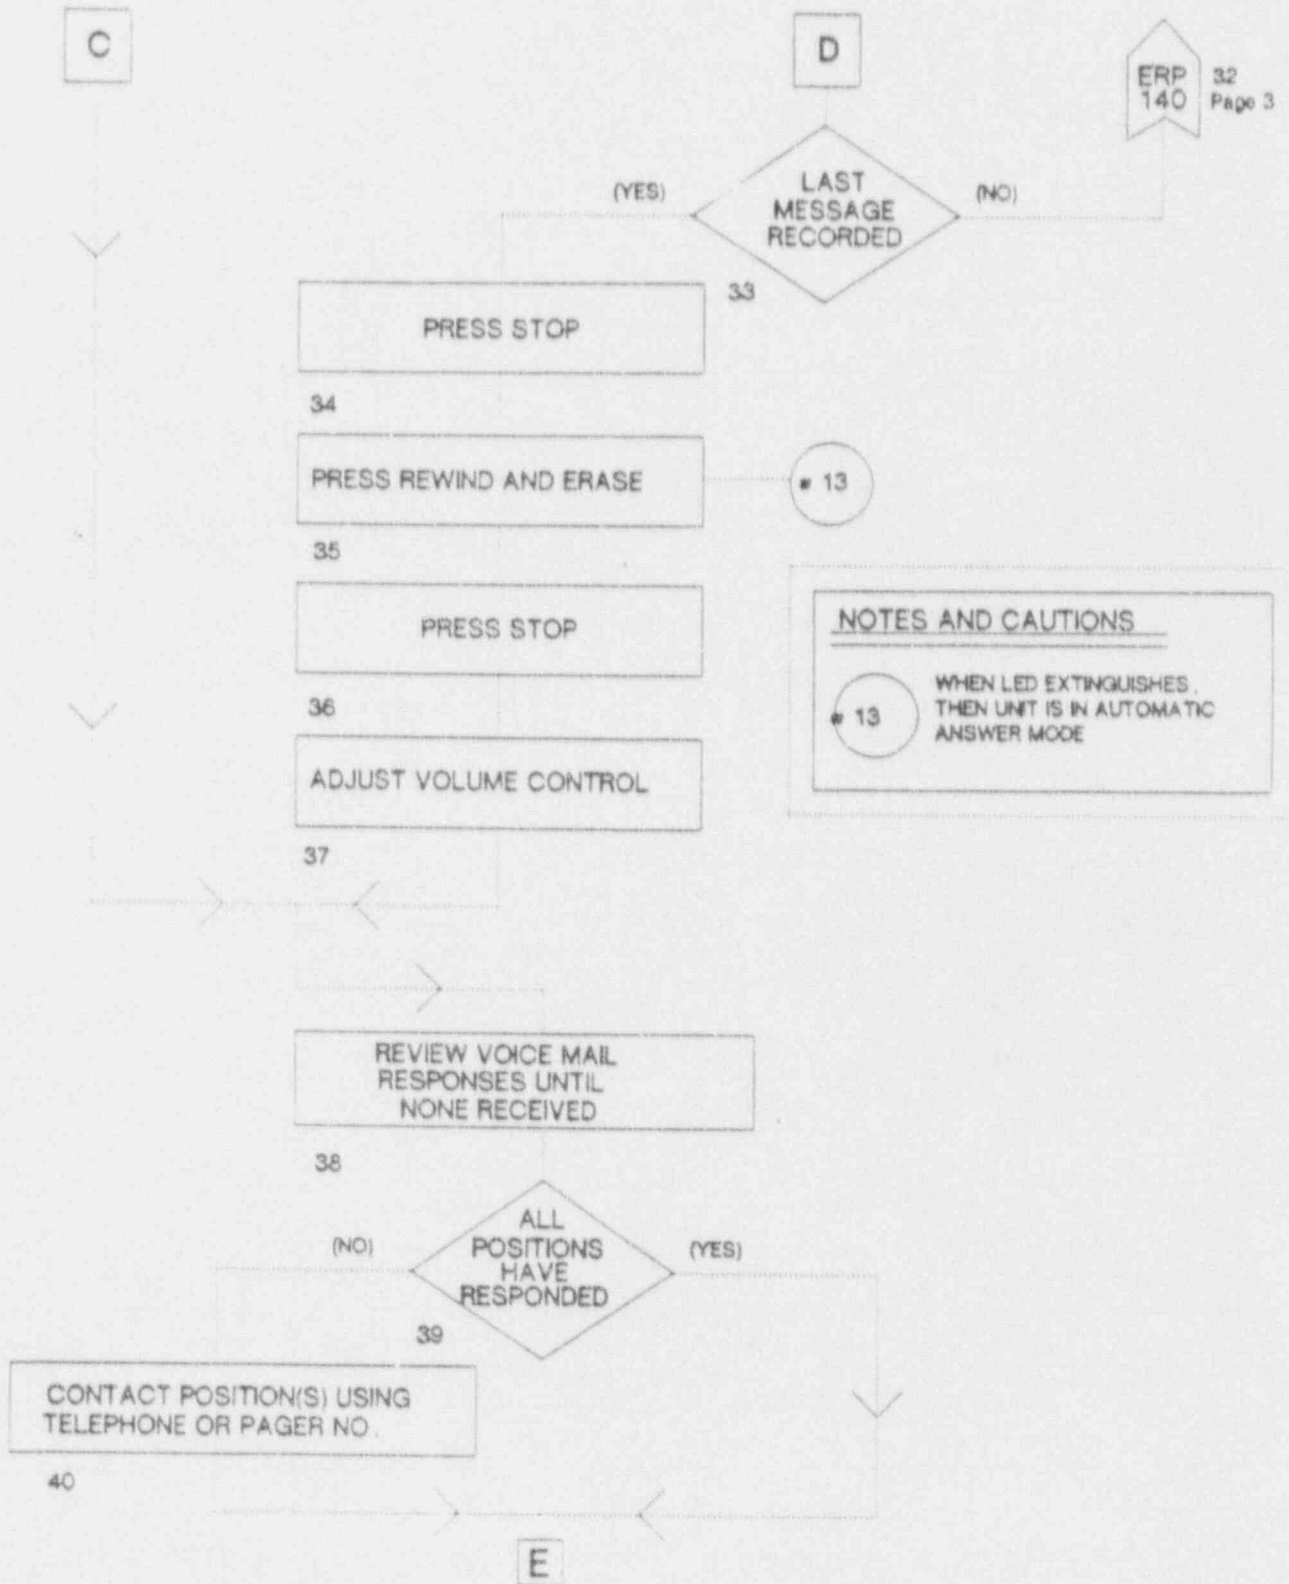 C
D
ERP 32
140 Page 3
(YES)
LAST
MESSAGE
RECORDED
(NO)
33
PRESS STOP
34
PRESS REWIND AND ERASE
* 13
35
PRESS STOP
NOTES AND CAUTIONS
* 13
WHEN LED EXTINGUISHES.
THEN UNIT IS IN AUTOMATIC
ANSWER MODE
36
ADJUST VOLUME CONTROL
37
REVIEW VOICE MAIL
RESPONSES UNTIL
NONE RECEIVED
38
(NO)
ALL
POSITIONS
HAVE
RESPONDED
(YES)
39
CONTACT POSITION(S) USING
TELEPHONE OR PAGER NO.
40
E